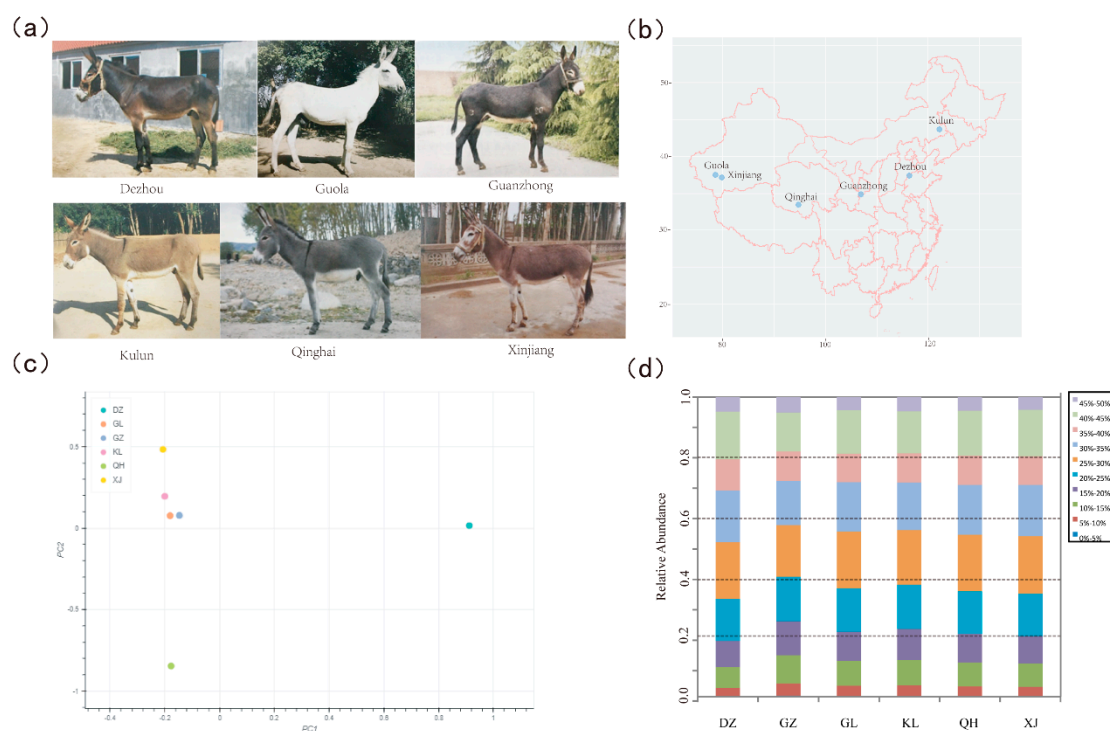 (a)
Dezhou
Guola
Guanzhong
Kulun
Qinghai
Xinjiang
(b)
50
40
30
20
80
100
120
Kulun
Guola
Xinjiang
Dezhou
Guanzhong
Qinghai
(c)
DZ
GL
GZ
KL
QH
XJ
0.5
0
-0.5
-1
PC2
-0.4
-0.2
0
0.2
0.4
0.6
0.8
1
PC1
(d)
1.0
0.8
0.6
0.4
0.2
0.0
Relative Abundance
DZ
GZ
GL
KL
QH
XJ
45%-50%
40%-45%
35%-40%
30%-35%
25%-30%
20%-25%
15%-20%
10%-15%
5%-10%
0%-5%